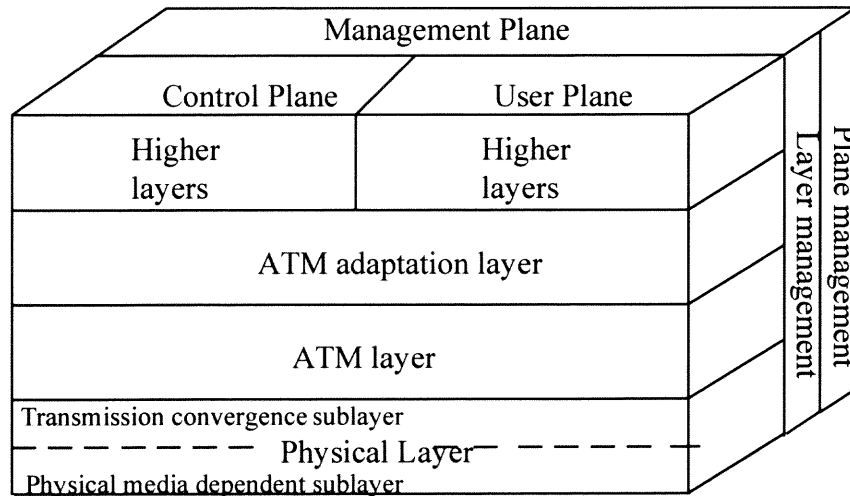 Management Plane
Control Plane
User Plane
Higher
layers
Higher
layers
ATM adaptation layer
ATM layer
Transmission convergence sublayer
Physical Layer
Physical media dependent sublayer
Layer management
Plane management